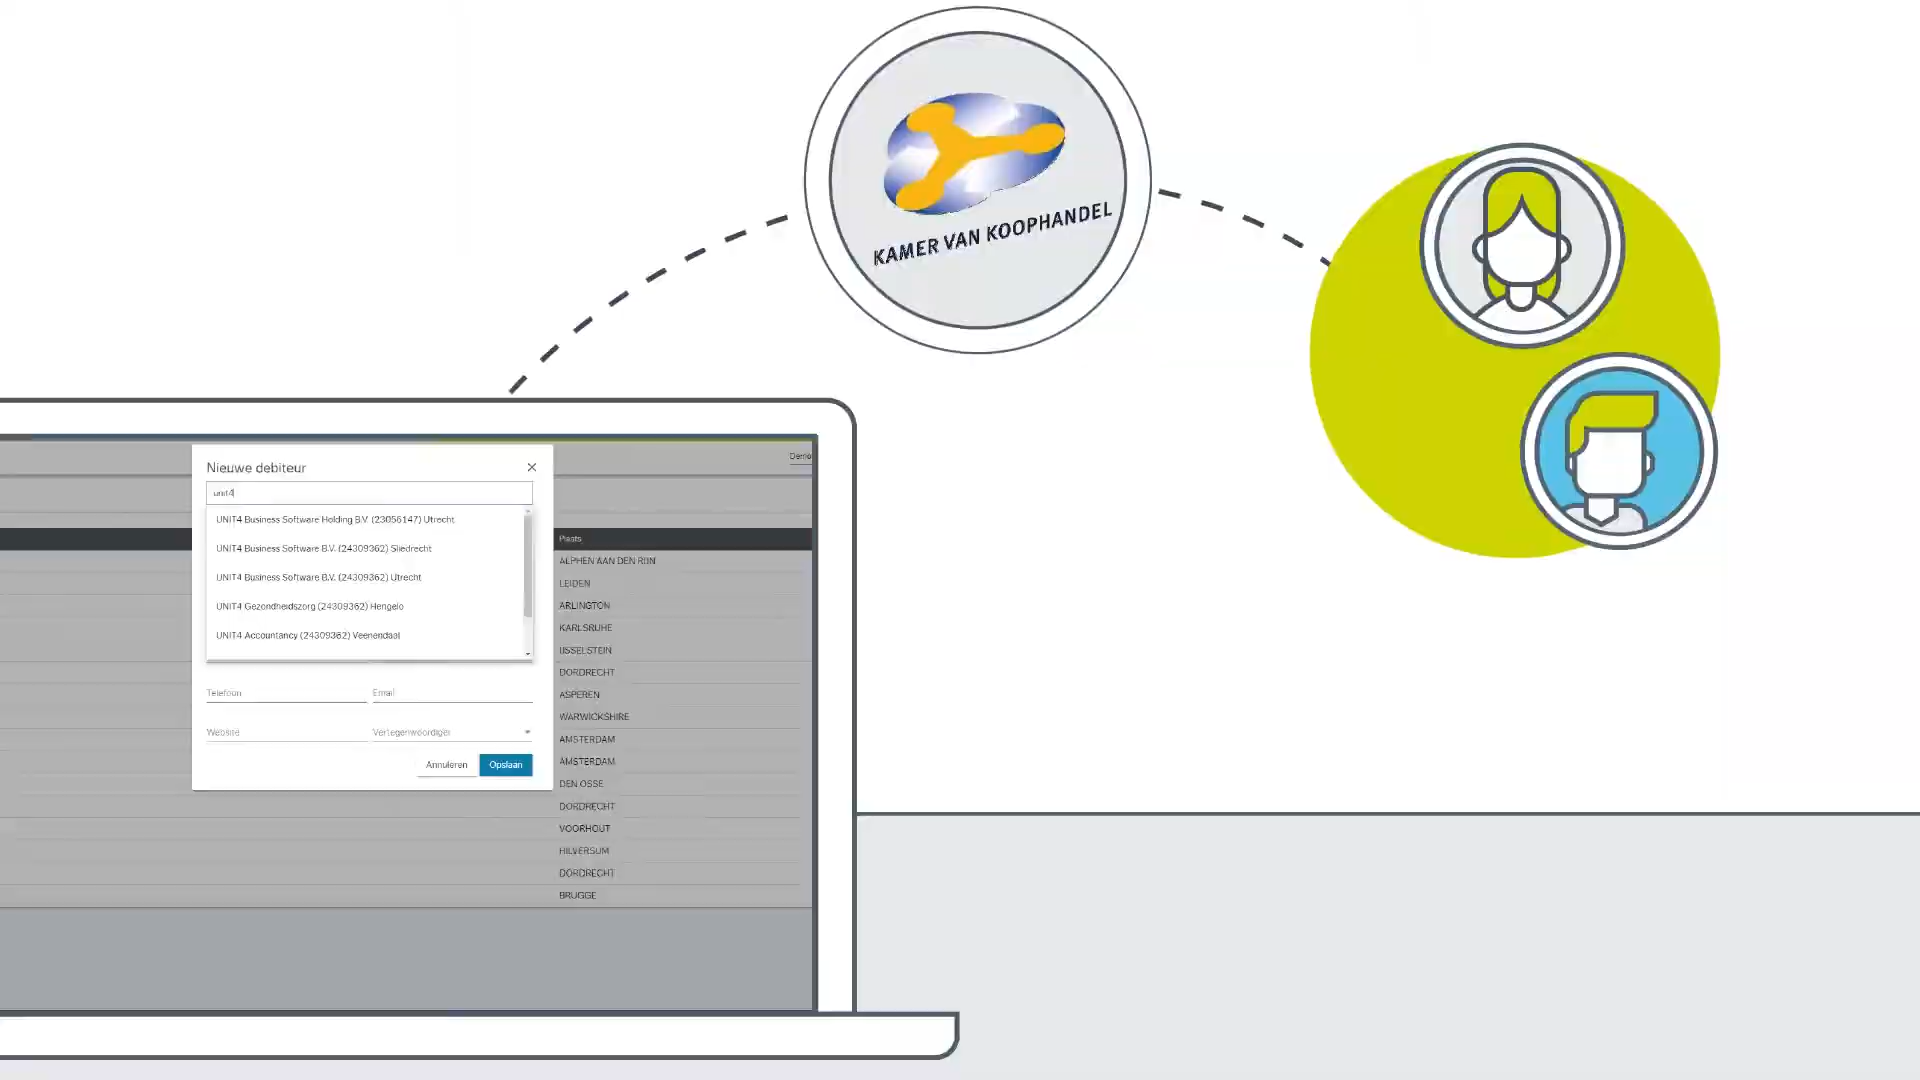 KAMER VAN KOOPHANDEL
Demo
Nieuwe debiteur
unit4
UNIT4 Business Software Holding B.V. (23056147) Utrecht
UNIT4 Business Software B.V. (24309362) Sliedrecht
UNIT4 Business Software B.V. (24309362) Utrecht
UNIT4 Gezondheidszorg (24309362) Hengelo
UNIT4 Accountancy (24309362) Veenendaal
Telefoon
Email
Website
Vertegenwoordiger
Annuleren
Opslaan
Plaats
ALPHEN AAN DEN RIJN
LEIDEN
ARLINGTON
KARLSRUHE
IJSSELSTEIN
DORDRECHT
ASPEREN
WARWICKSHIRE
AMSTERDAM
AMSTERDAM
DEN OSSE
DORDRECHT
VOORHOUT
HILVERSUM
DORDRECHT
BRUGGE